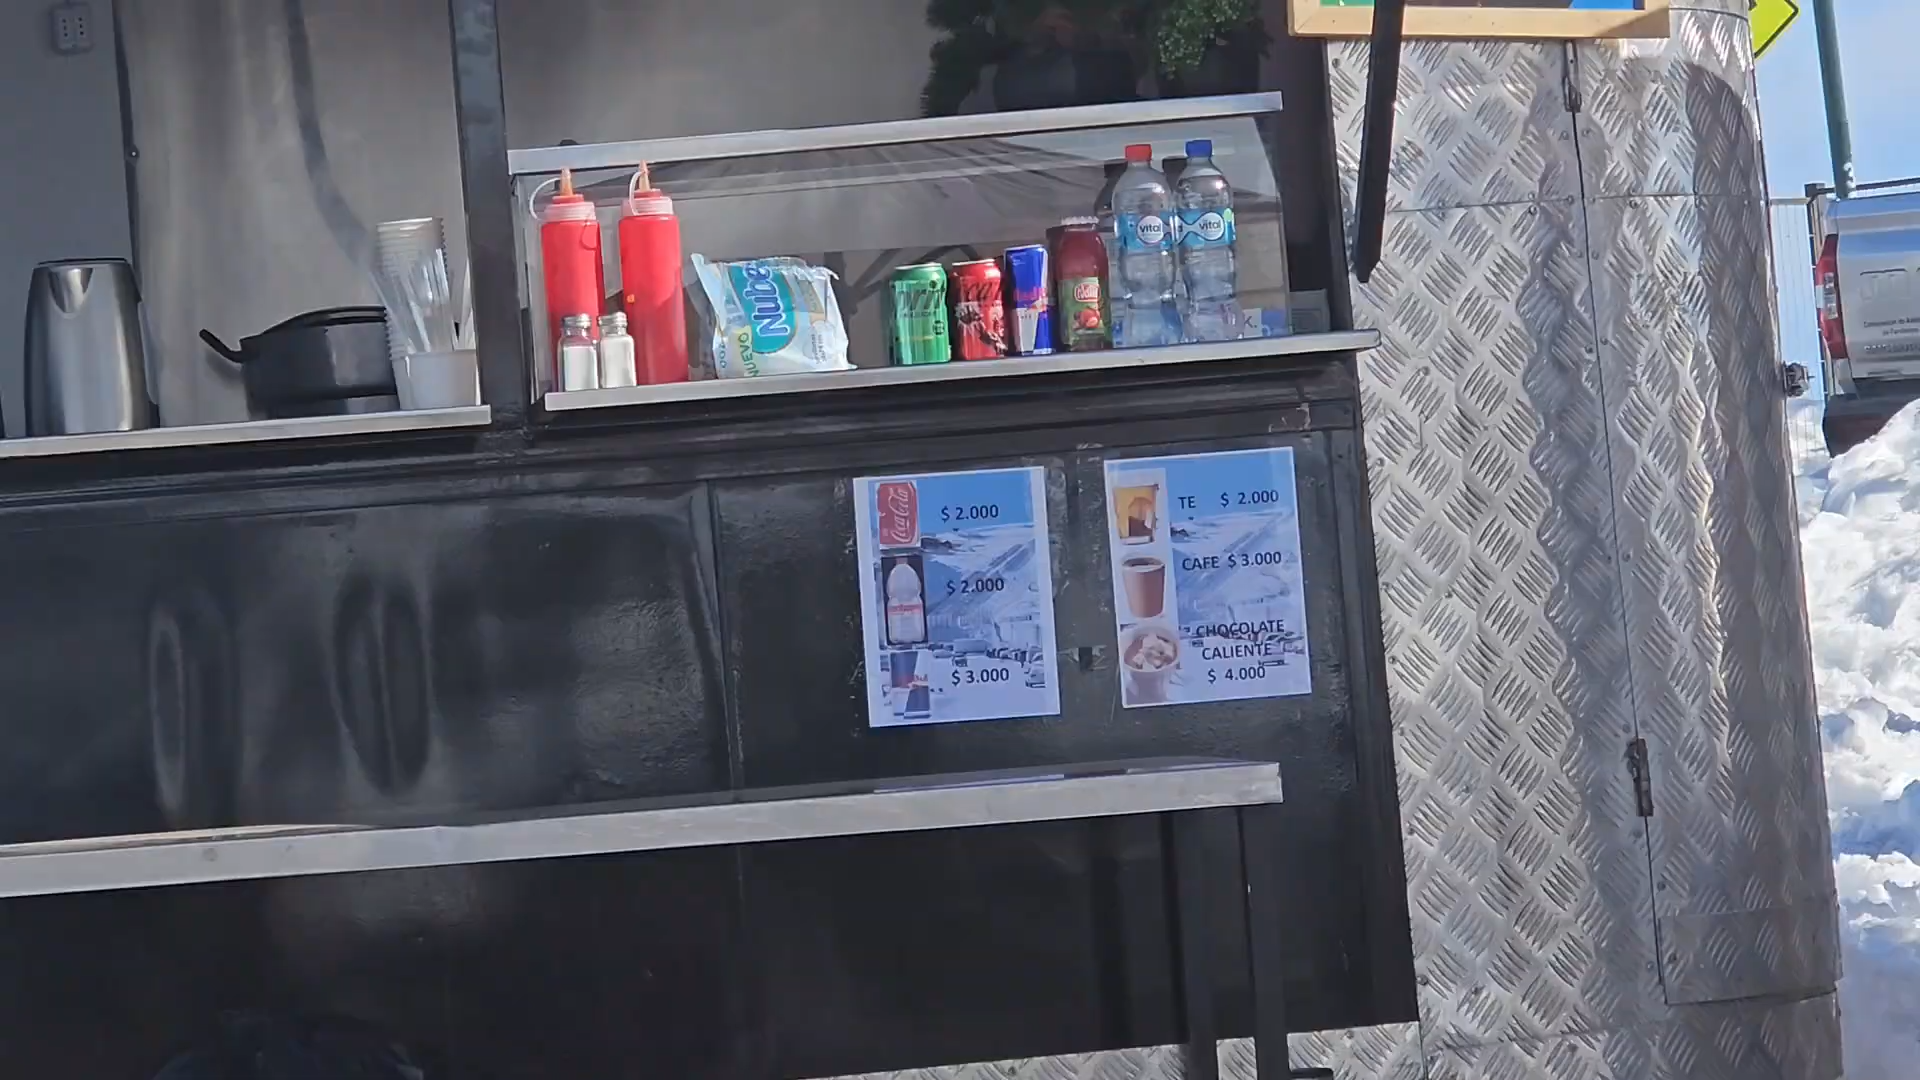 vital
vital
Nube
NUEVO
Coca-Cola
$ 2.000
$ 2.000
$ 3.000
TE $ 2.000
CAFE $ 3.000
CHOCOLATE
CALIENTE
$ 4.000